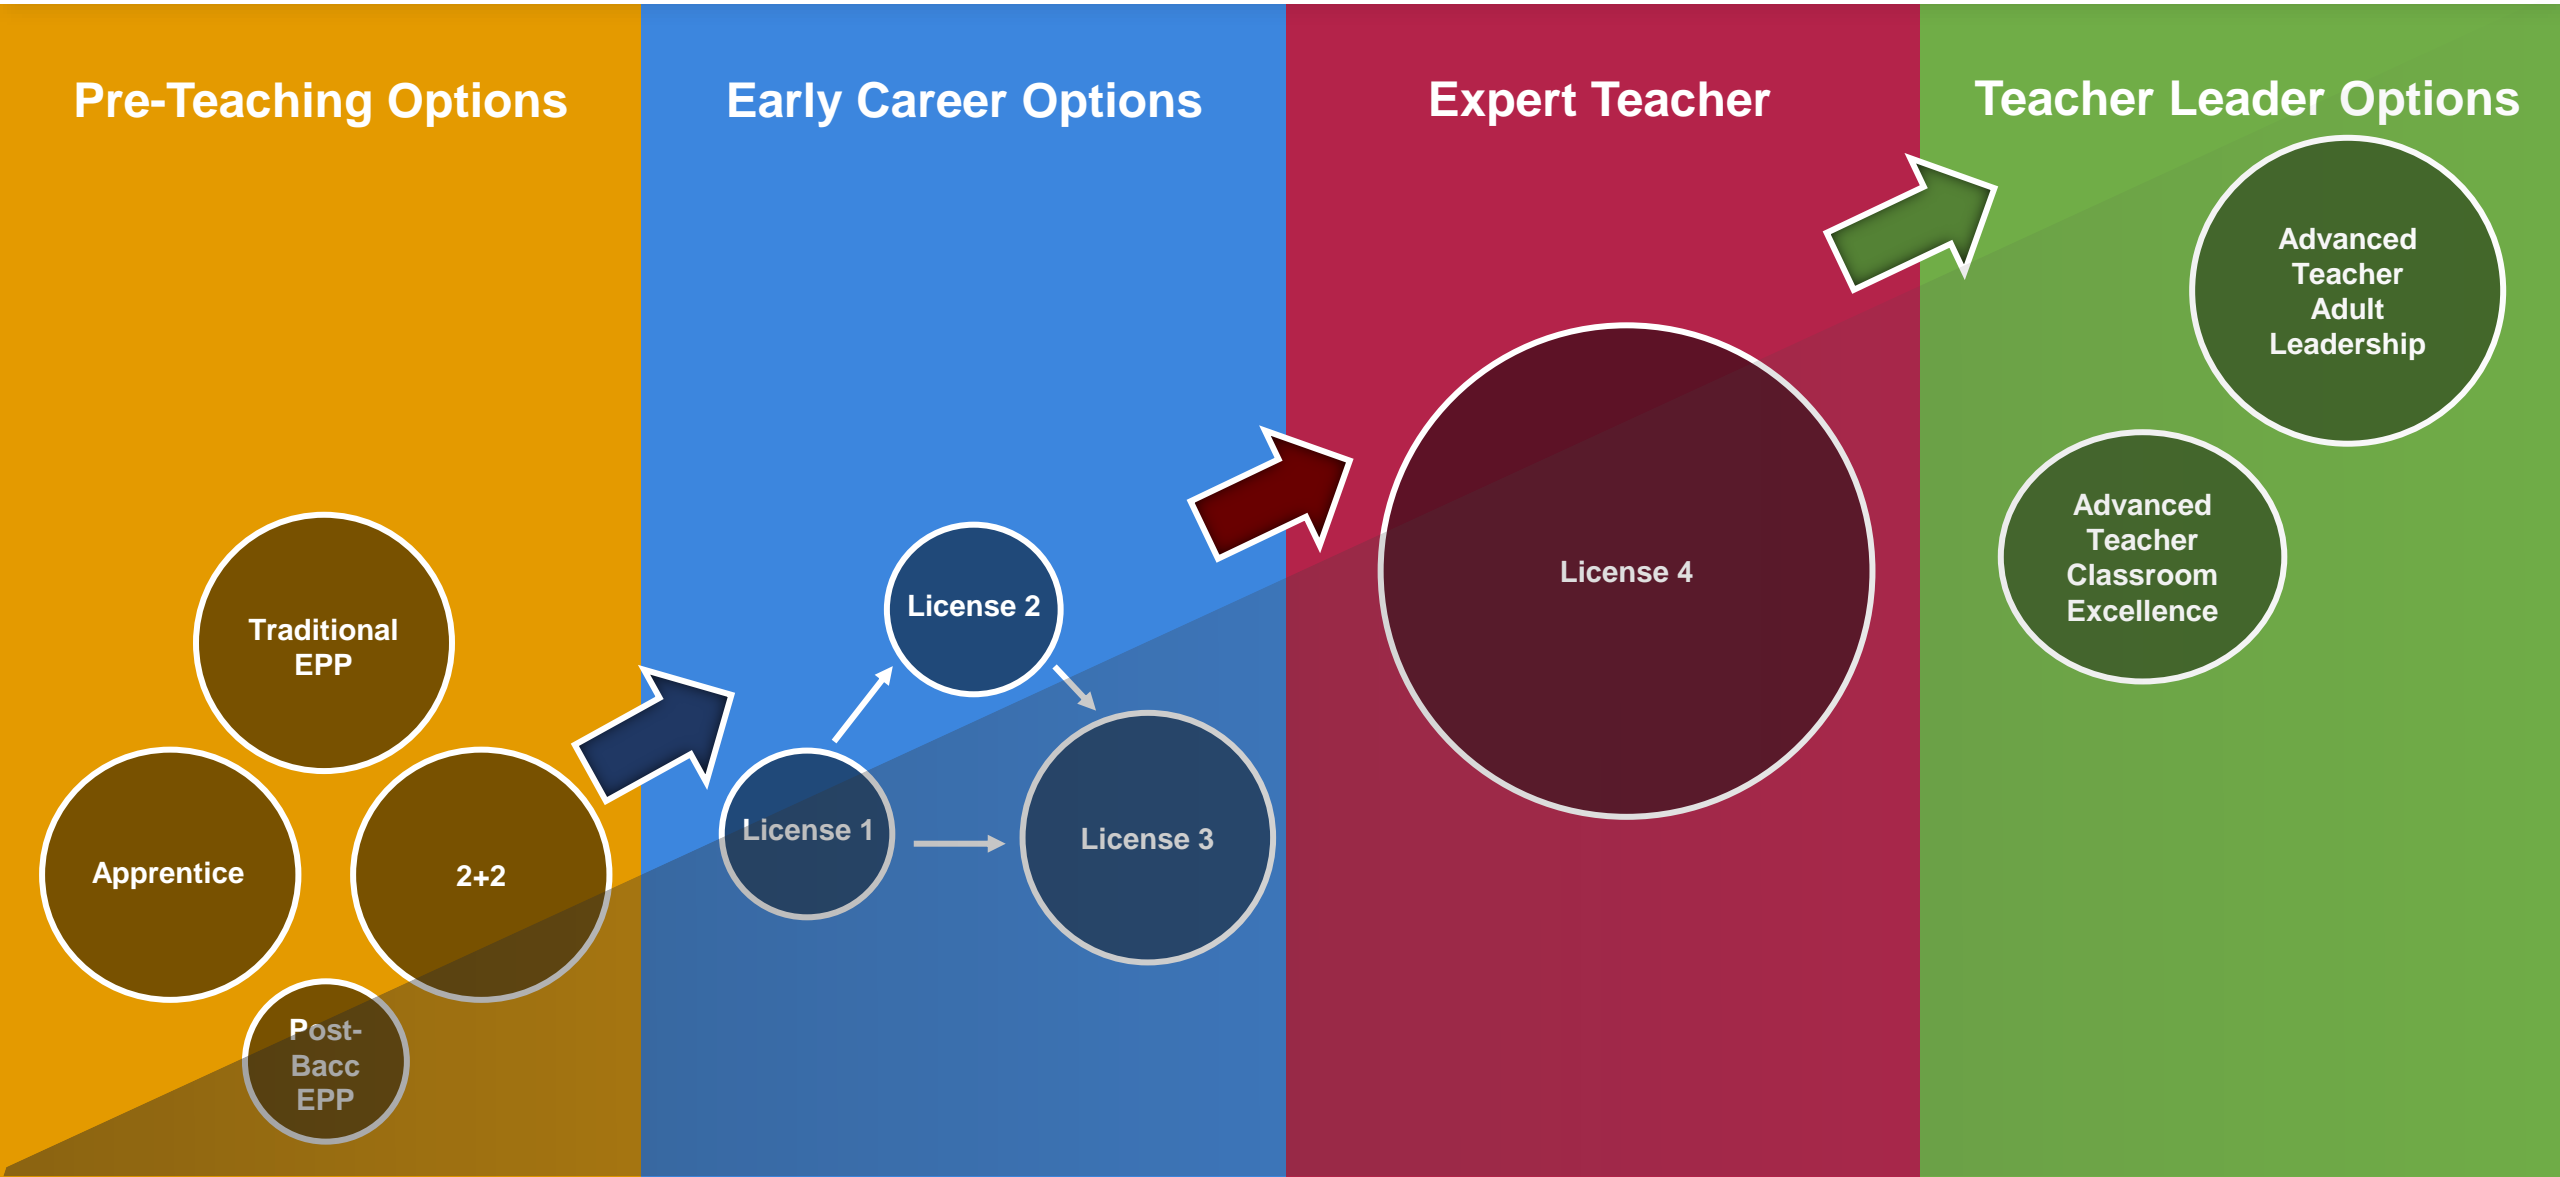 Pre-Teaching Options
Traditional
EPP
Apprentice
2+2
Post-
Bacc
EPP
Early Career Options
License 2
License 1
License 3
Expert Teacher
License 4
Teacher Leader Options
Advanced
Teacher
Adult
Leadership
Advanced
Teacher
Classroom
Excellence